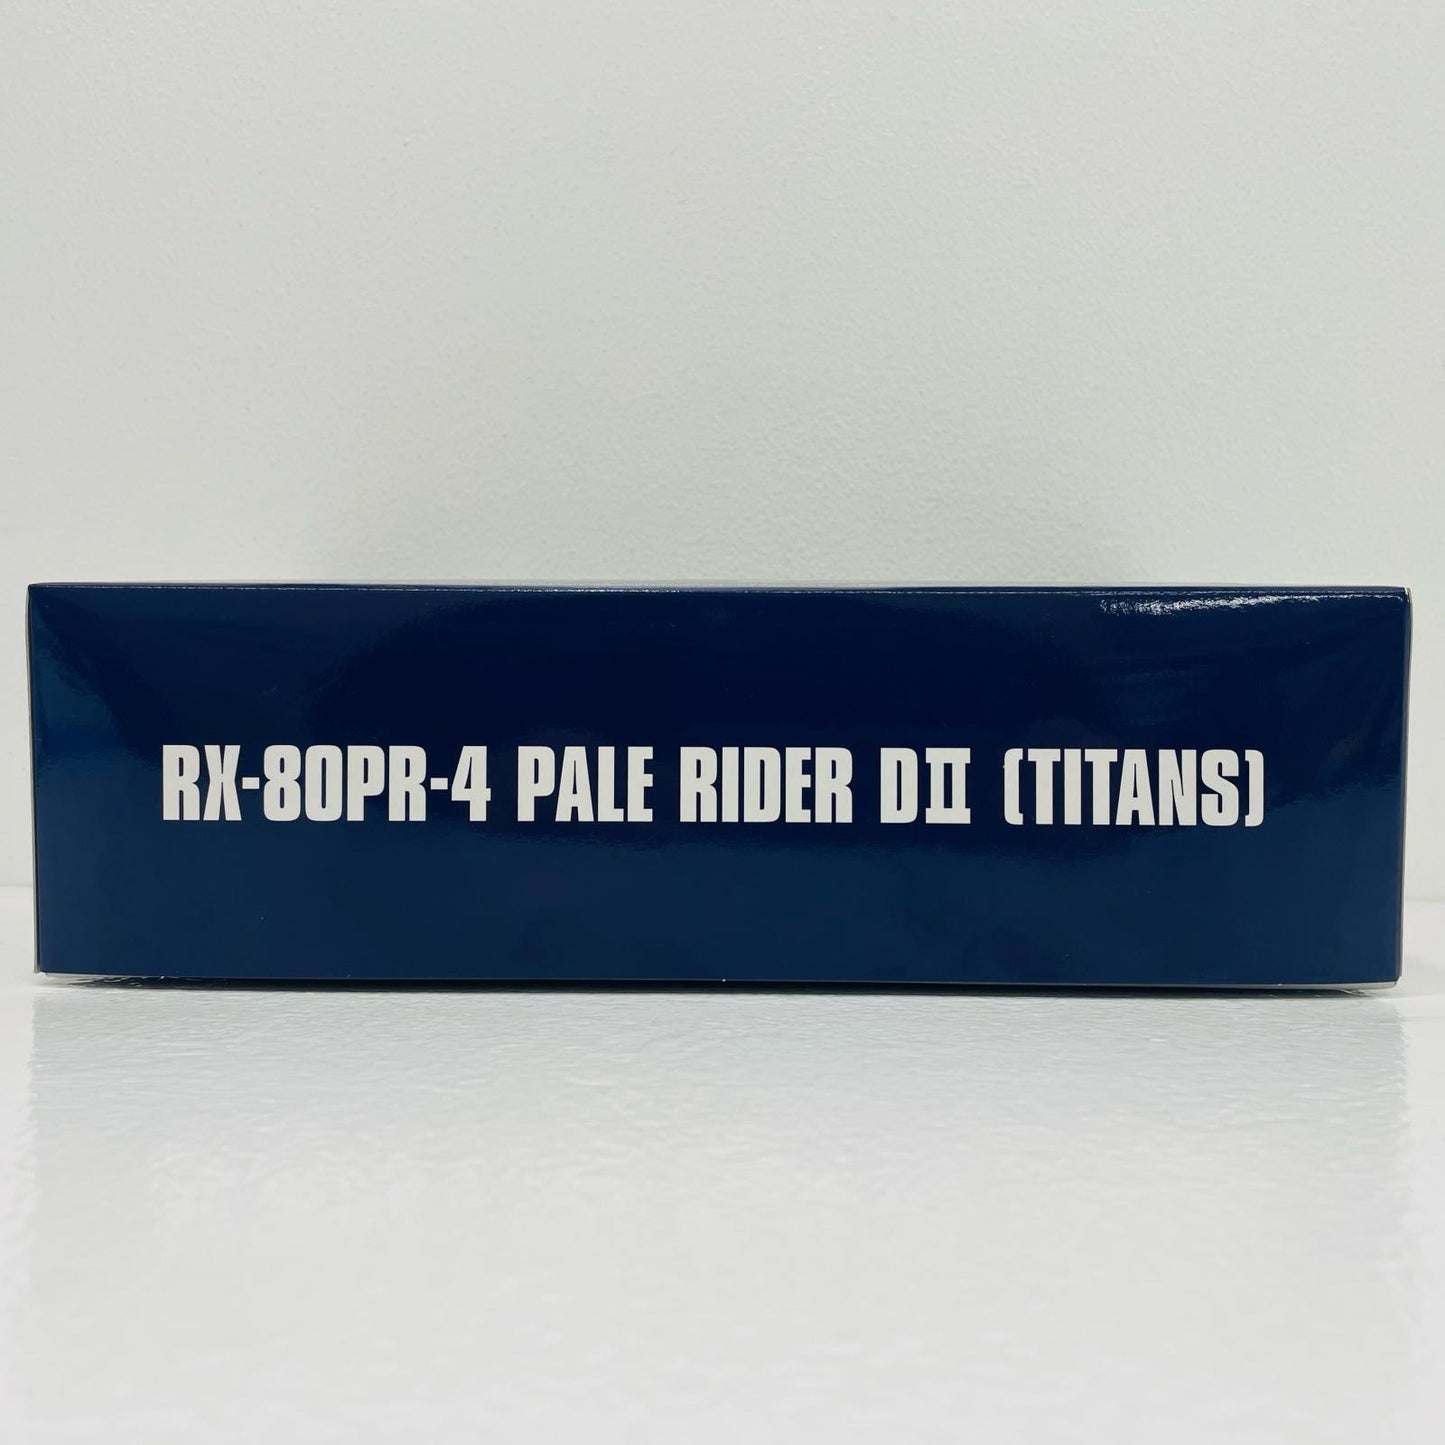 RX-80PR-4 PALE RIDER DⅡ (TITANS)